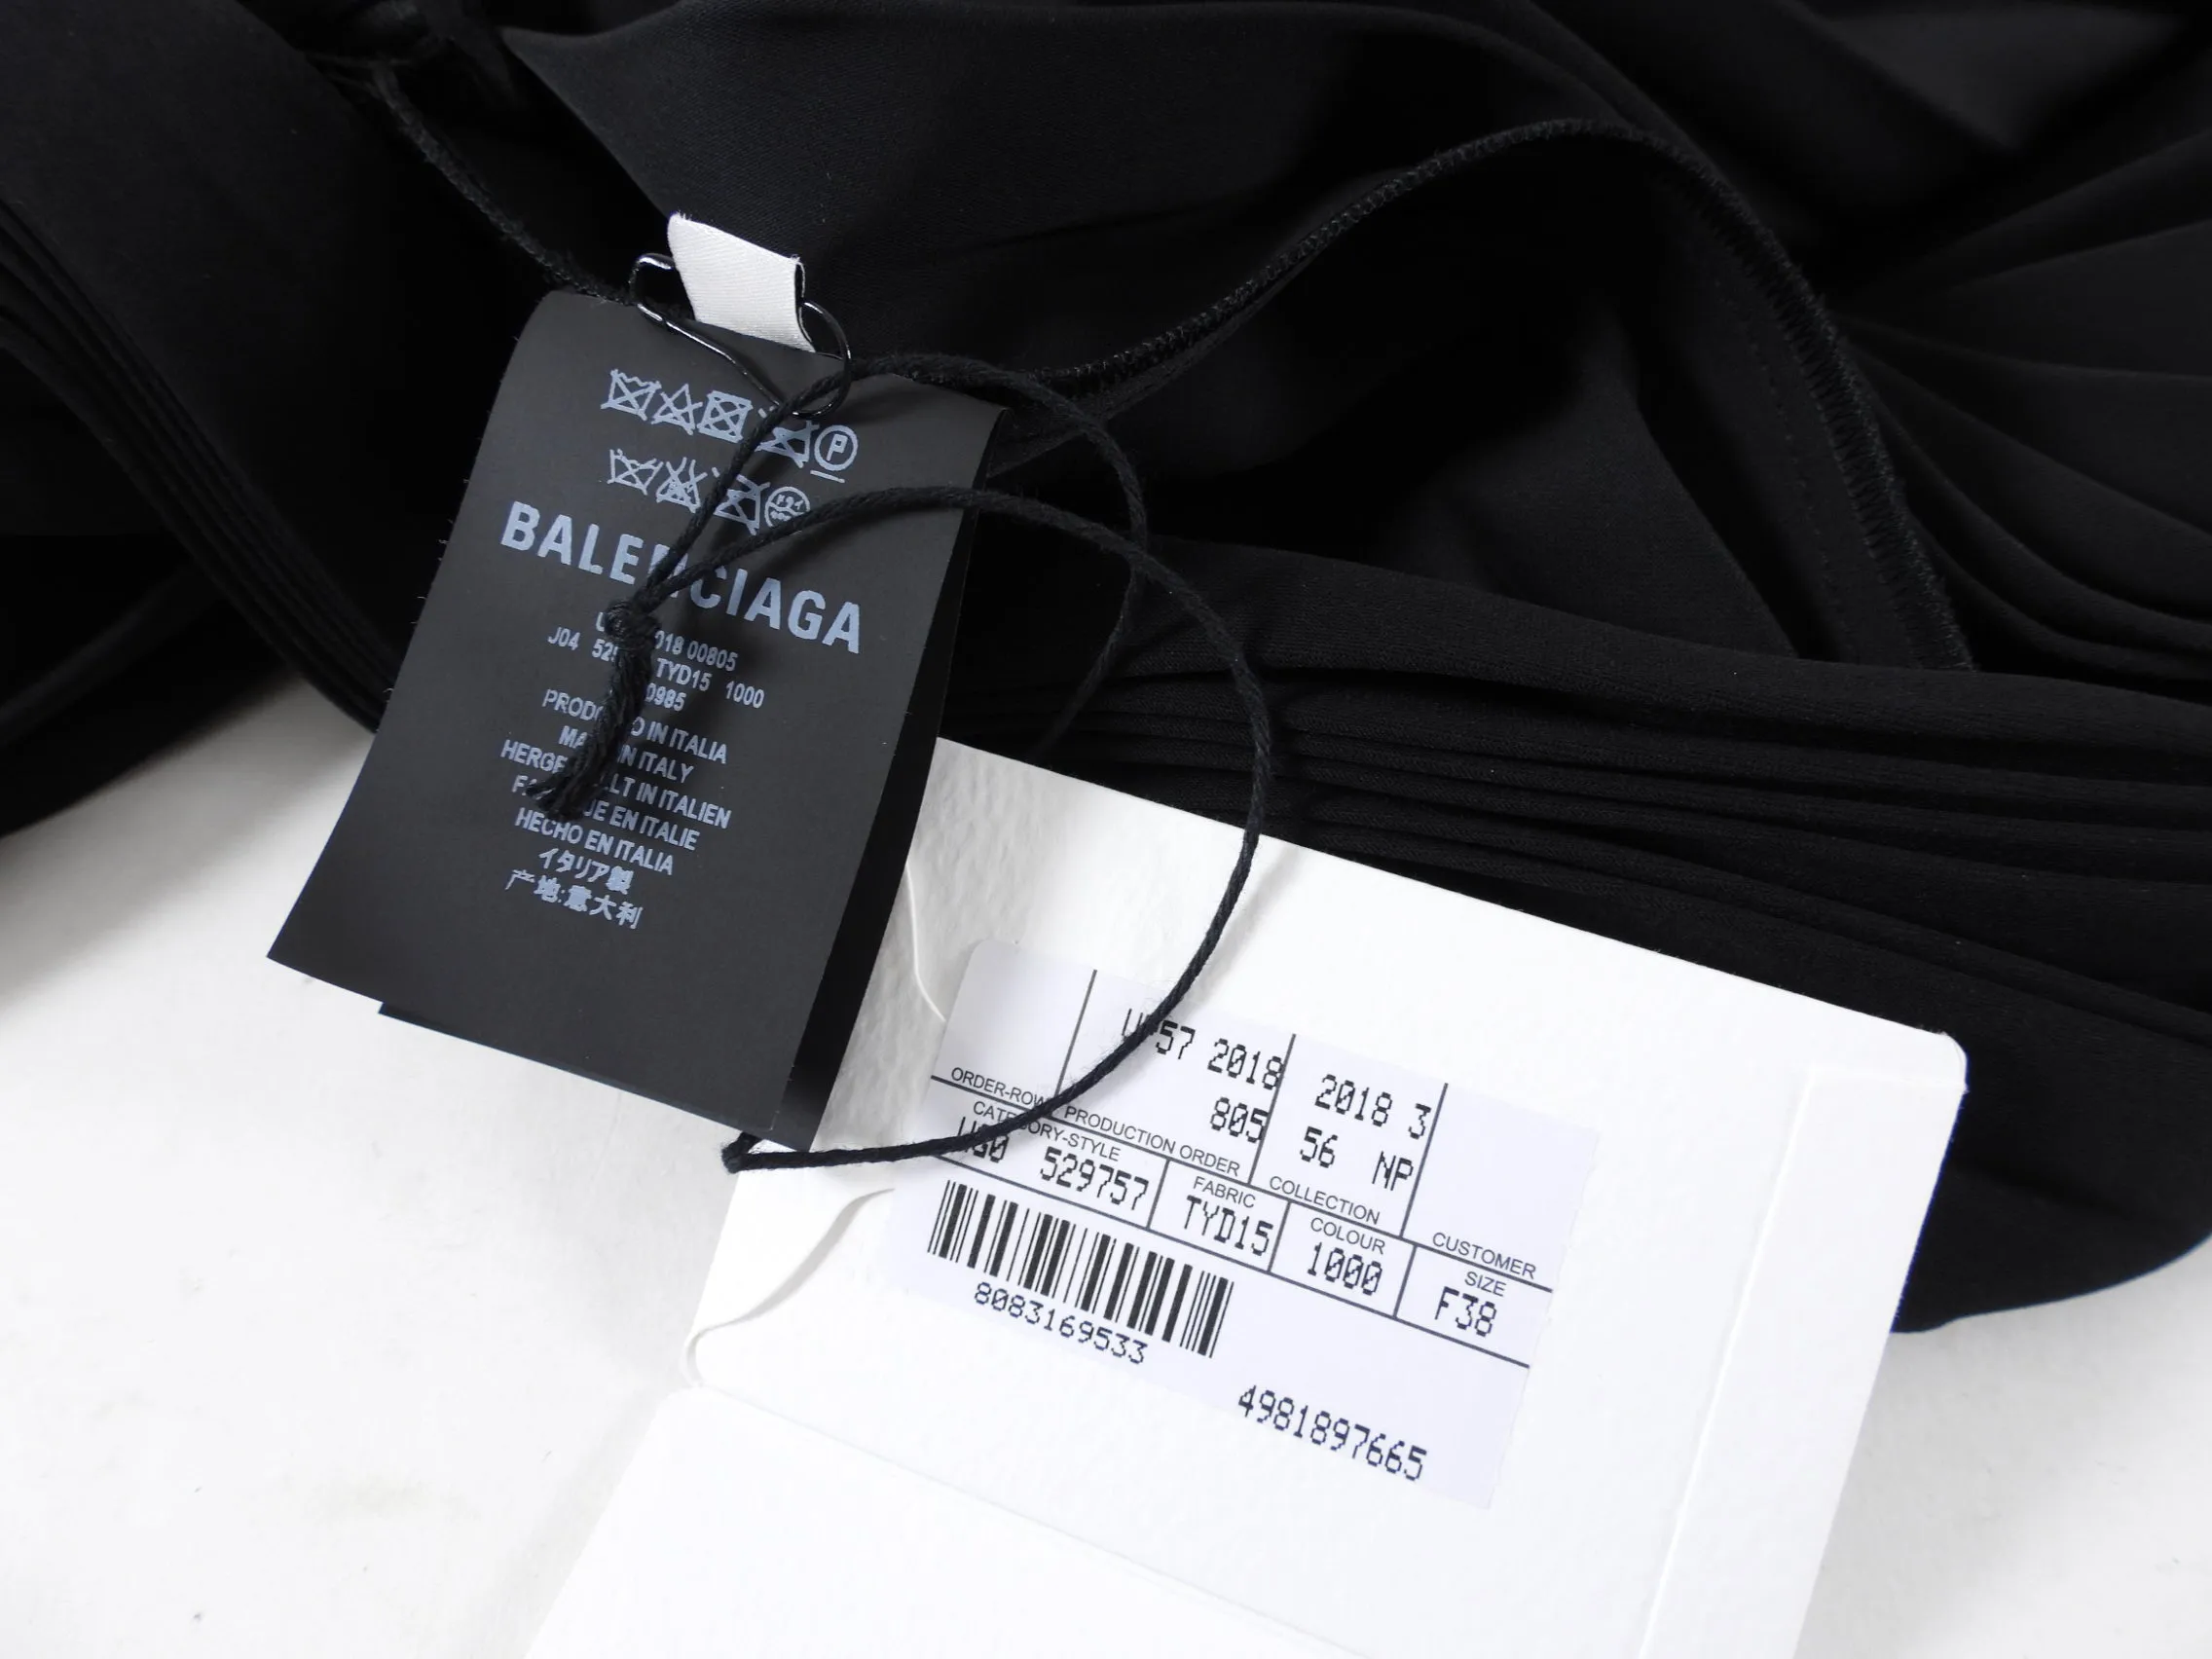 BALENCIAGA
018 00805
J04 TYD15 1000
0985
IN ITALIA
IN ITALY
IN ITALIEN
EN ITALIE
HECHO EN ITALIA
イタリア製
产地:意大利
2018
805
2018 3
56 NP
ORDER-ROW PRODUCTION ORDER COLLECTION CUSTOMER
CATEGORY-STYLE FABRIC COLOUR SIZE
529757 TYD15 1000 F38
8083169533
4981897665